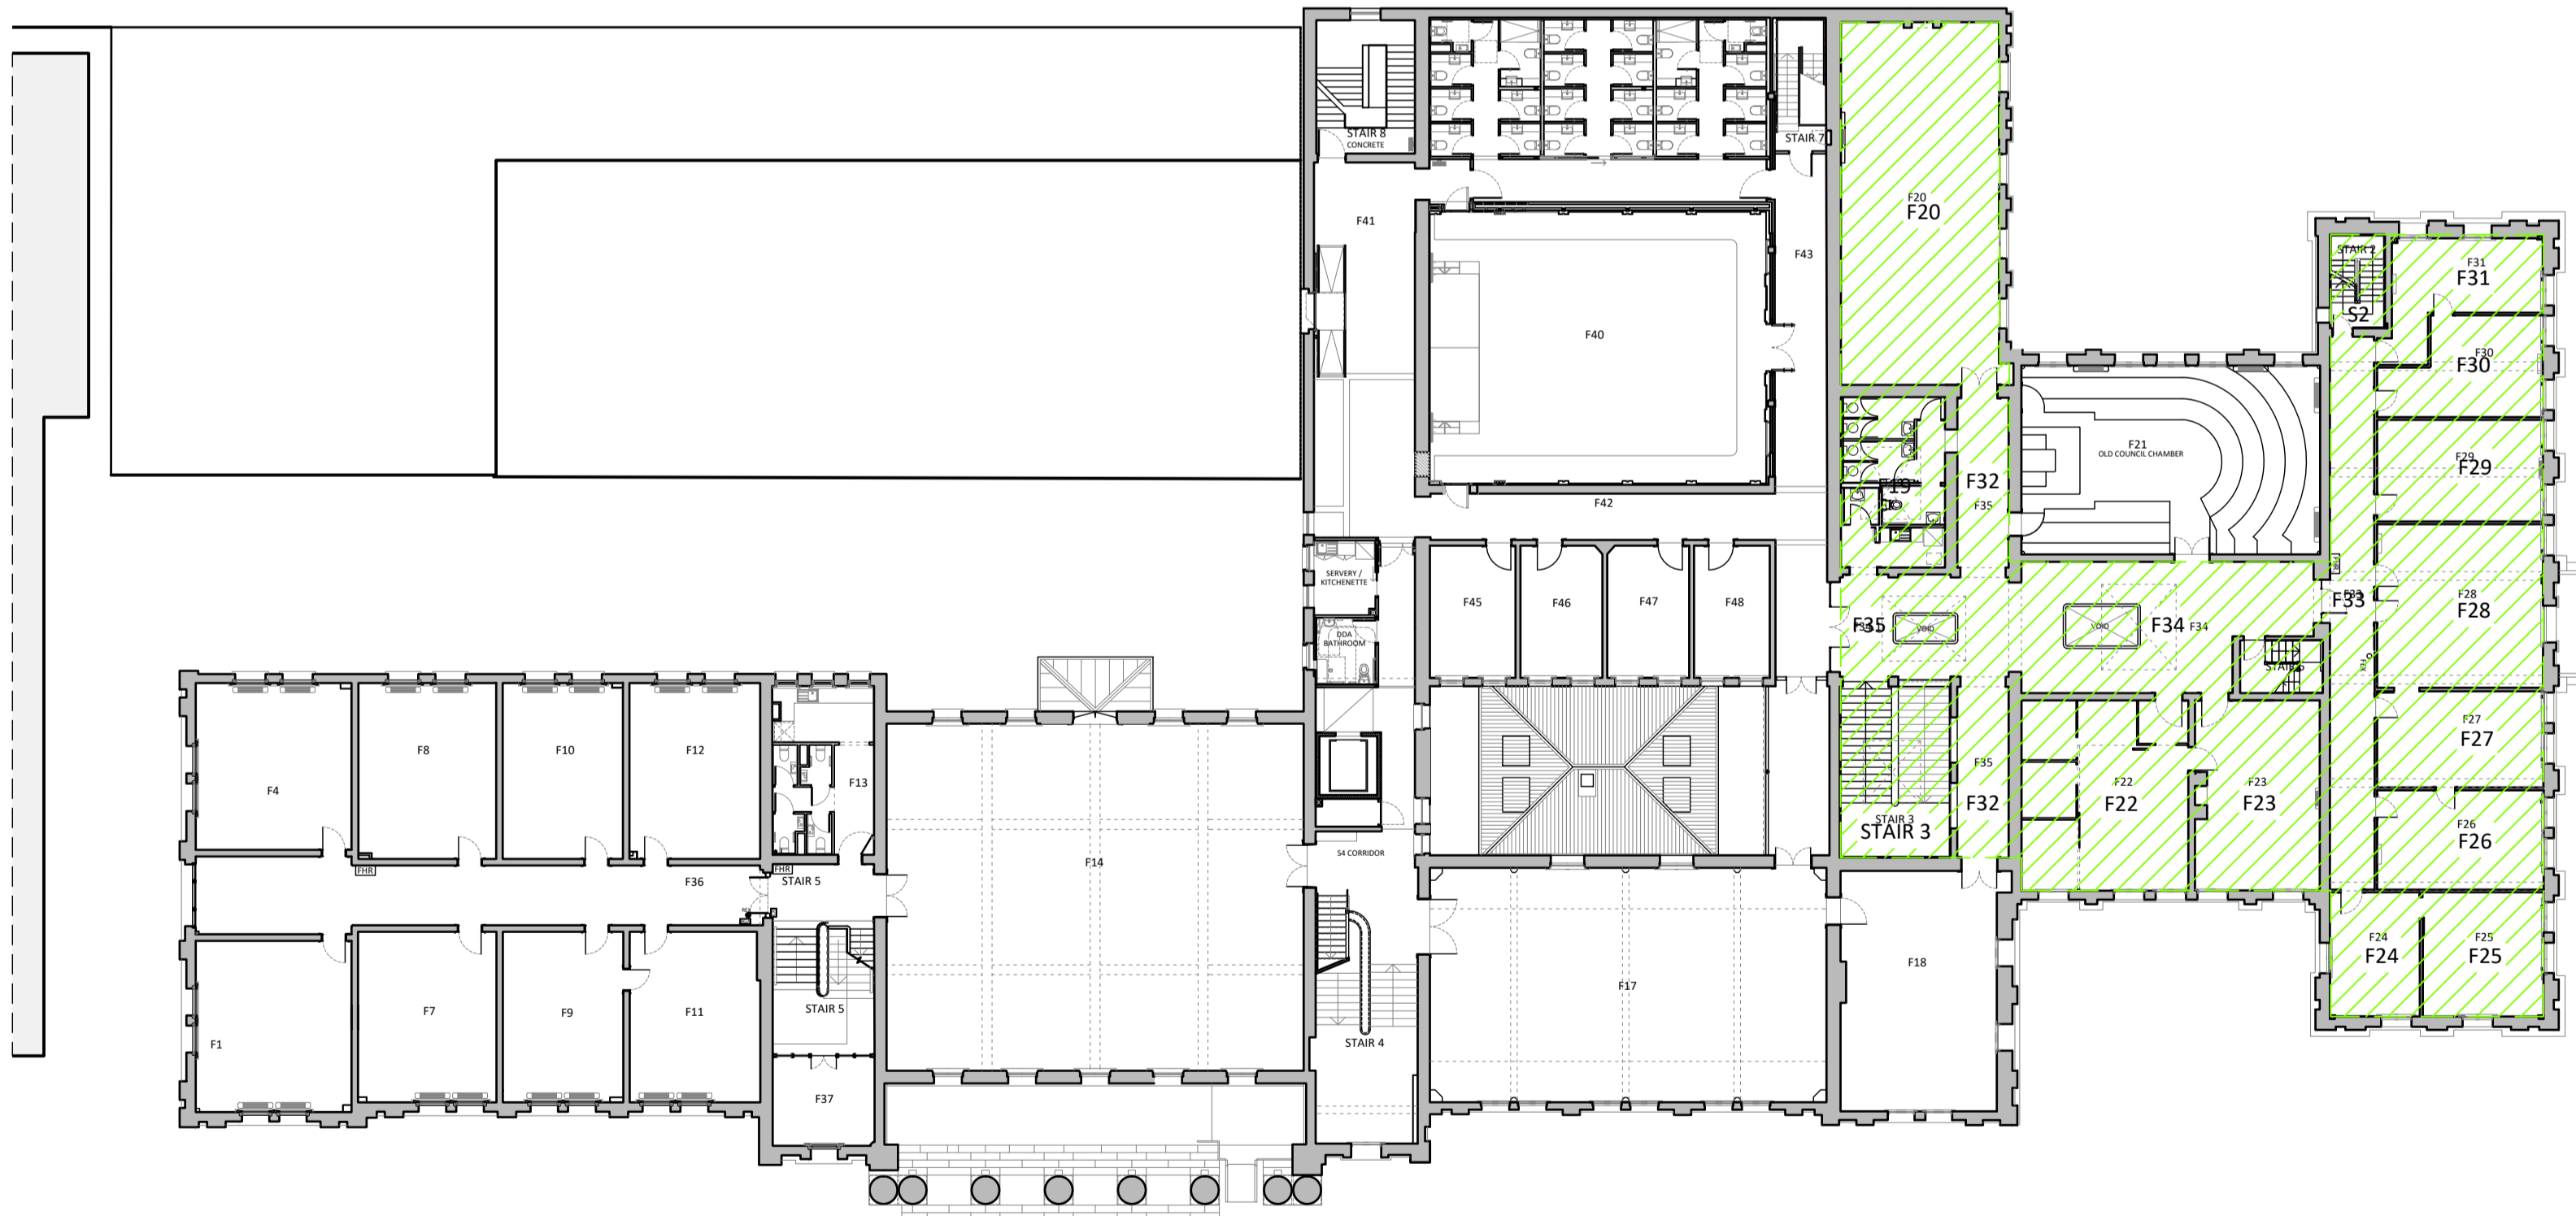 STAIR 8
CONCRETE
STAIR 7
F41
F43
F20
F20
F40
STAIR 2
S2
F31
F31
F30
F30
F29
F29
F21
OLD COUNCIL CHAMBER
F32
F35
F19
F42
SERVERY /
KITCHENETTE
DDA
BATHROOM
F45
F46
F47
F48
F35
VOID
VOID
F34
F34
FHR
F33
F28
F28
FEX
F4
F8
F10
F12
F13
F14
F35
F32
STAIR 3
STAIR 3
F22
F22
F23
F23
F27
F27
F26
F26
S4 CORRIDOR
FHR
F36
FHR
STAIR 5
F24
F24
F25
F25
F1
F7
F9
F11
STAIR 5
F37
STAIR 4
F17
F18